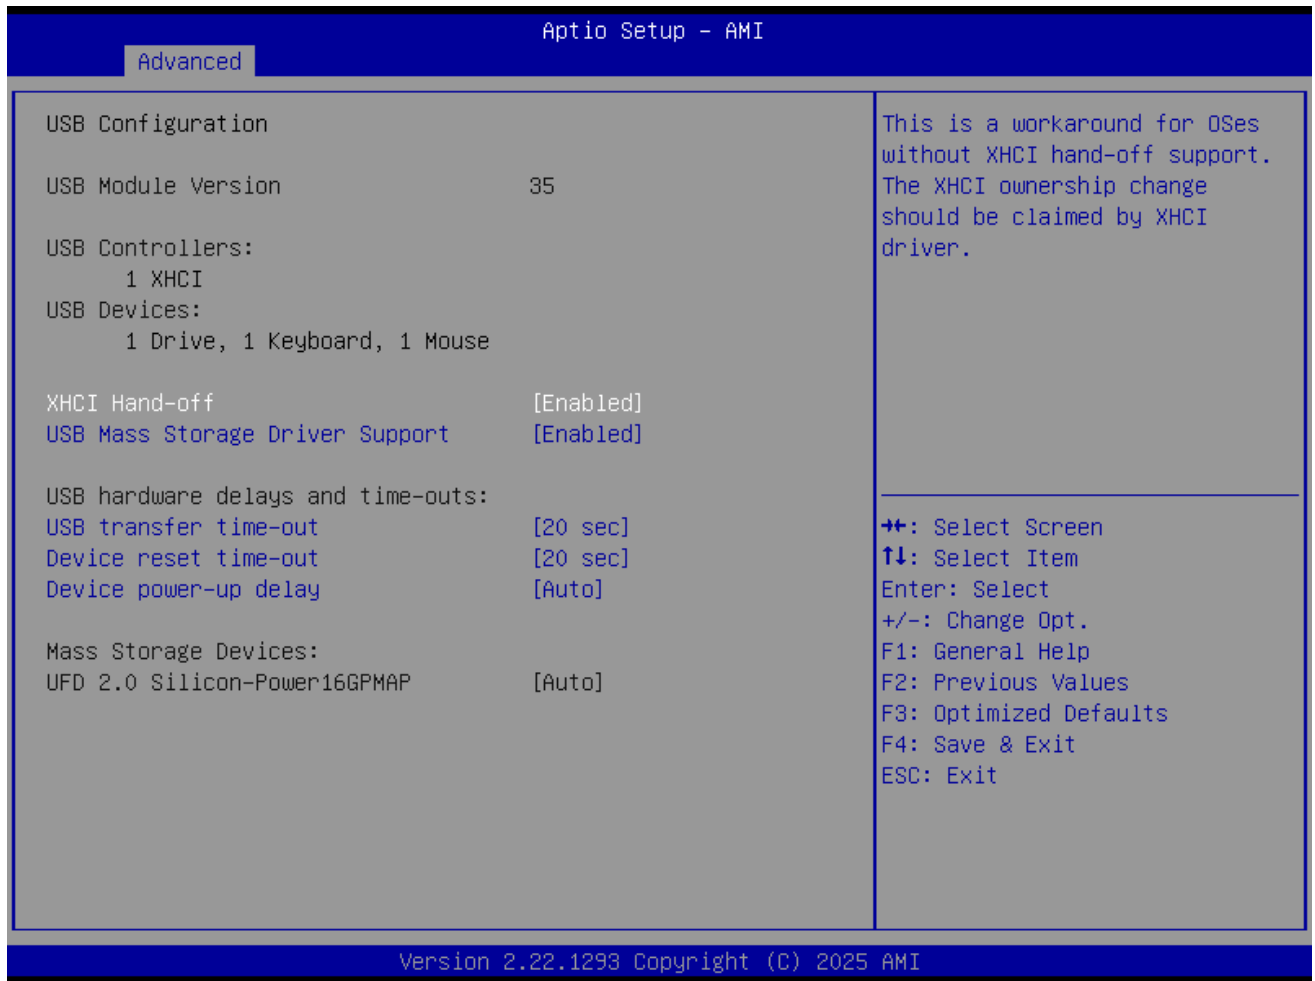 Aptio Setup – AMI
Advanced
USB Configuration
USB Module Version 35
USB Controllers:
1 XHCI
USB Devices:
1 Drive, 1 Keyboard, 1 Mouse
XHCI Hand-off [Enabled]
USB Mass Storage Driver Support [Enabled]
USB hardware delays and time-outs:
USB transfer time-out [20 sec]
Device reset time-out [20 sec]
Device power-up delay [Auto]
Mass Storage Devices:
UFD 2.0 Silicon-Power16GPMAP [Auto]
This is a workaround for OSes
without XHCI hand-off support.
The XHCI ownership change
should be claimed by XHCI
driver.
→←: Select Screen
↑↓: Select Item
Enter: Select
+/-: Change Opt.
F1: General Help
F2: Previous Values
F3: Optimized Defaults
F4: Save & Exit
ESC: Exit
Version 2.22.1293 Copyright (C) 2025 AMI